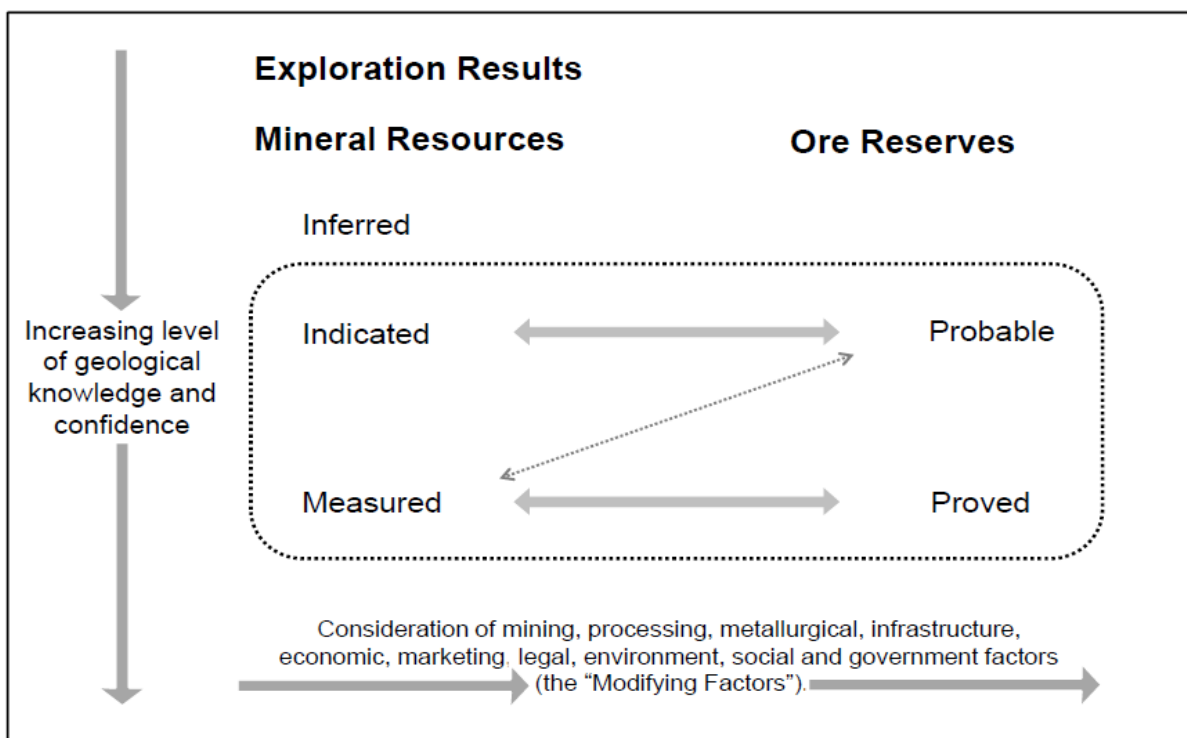 Exploration Results
Mineral Resources
Ore Reserves
Inferred
Increasing level
of geological
knowledge and
confidence
Indicated
Probable
Measured
Proved
Consideration of mining, processing, metallurgical, infrastructure,
economic, marketing, legal, environment, social and government factors
(the “Modifying Factors”).